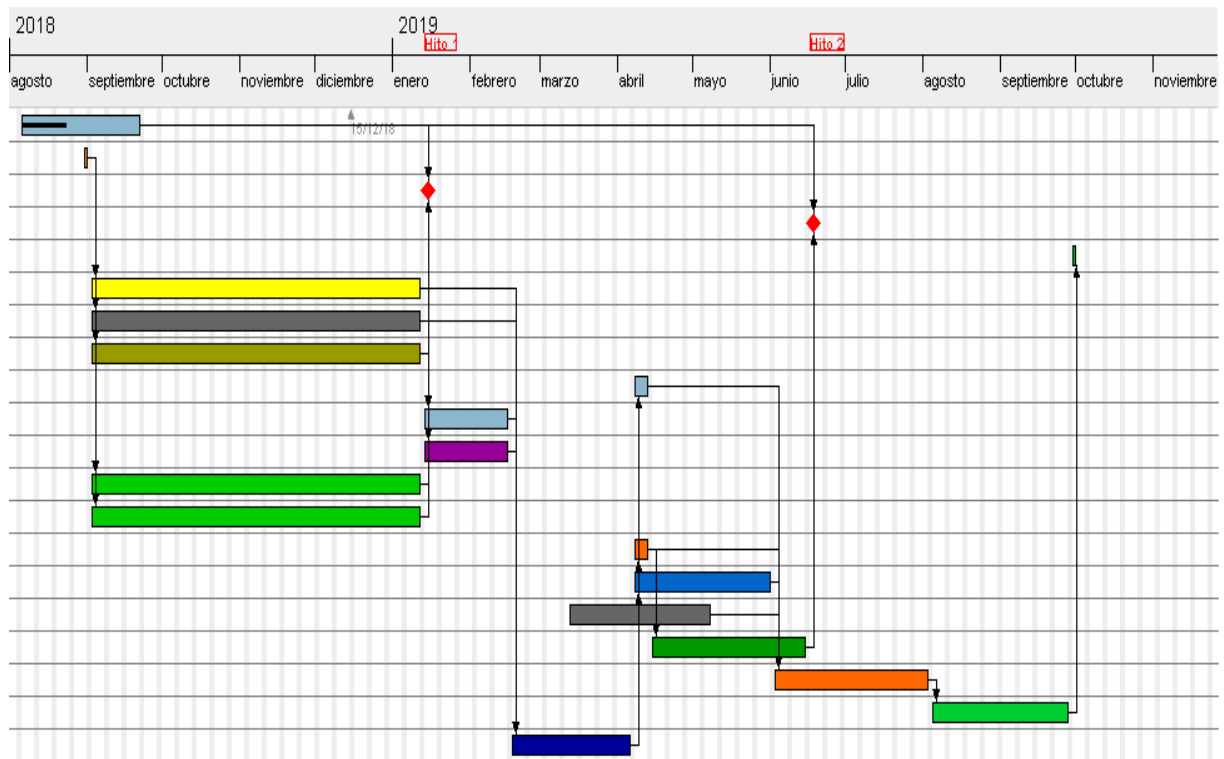 2018 2019
Hito 1 Hito 2
agosto septiembre octubre noviembre diciembre enero febrero marzo abril mayo junio julio agosto septiembre octubre noviembre
15/12/18